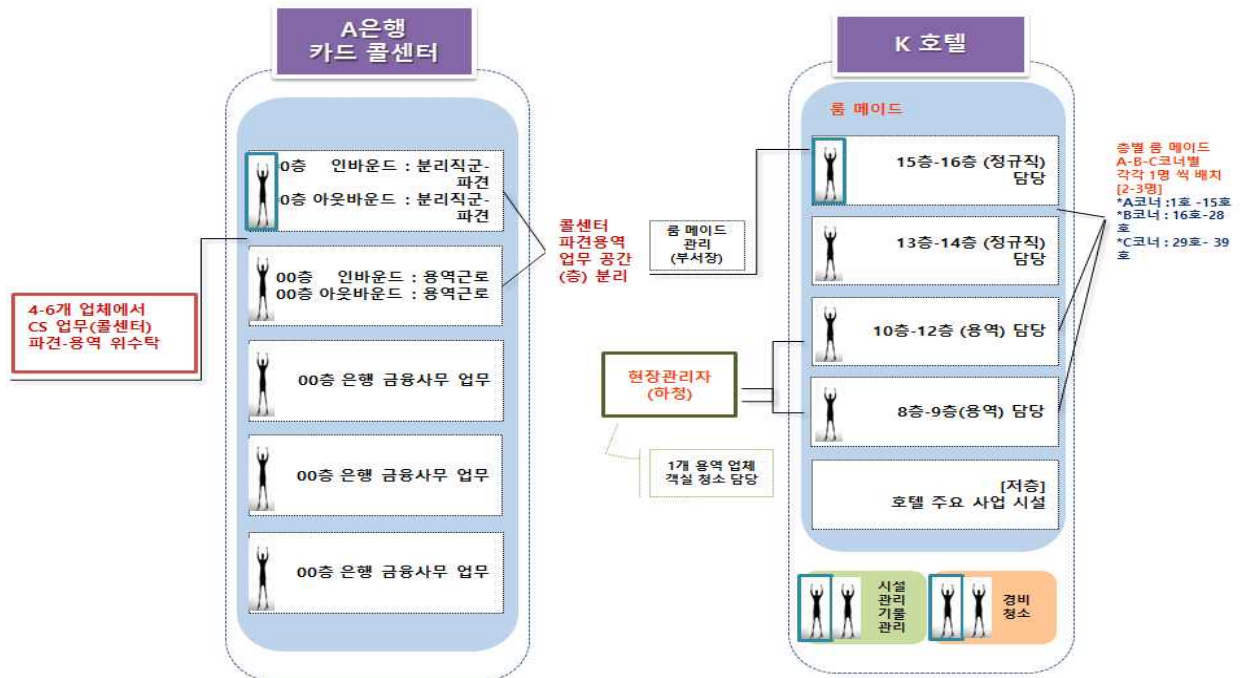 A은행
카드 콜센터
0층 인바운드 : 분리직군-
파견
0층 아웃바운드 : 분리직군-
파견
00층 인바운드 : 용역근로
00층 아웃바운드 : 용역근로
00층 은행 금융사무 업무
00층 은행 금융사무 업무
00층 은행 금융사무 업무
4-6개 업체에서
CS 업무(콜센터)
파견-용역 위수탁
콜센터
파견용역
업무 공간
(층) 분리
K 호텔
룸 메이드
15층-16층 (정규직)
담당
13층-14층 (정규직)
담당
10층-12층 (용역) 담당
8층-9층(용역) 담당
[저층]
호텔 주요 사업 시설
룸 메이드
관리
(부서장)
현장관리자
(하청)
1개 용역 업체
객실 청소 담당
층별 룸 메이드
A-B-C코너별
각각 1명 씩 배치
[2-3명]
*A코너 :1호 -15호
*B코너 : 16호-28
호
*C코너 : 29호- 39
호
시설
관리
기물
관리
경비
청소